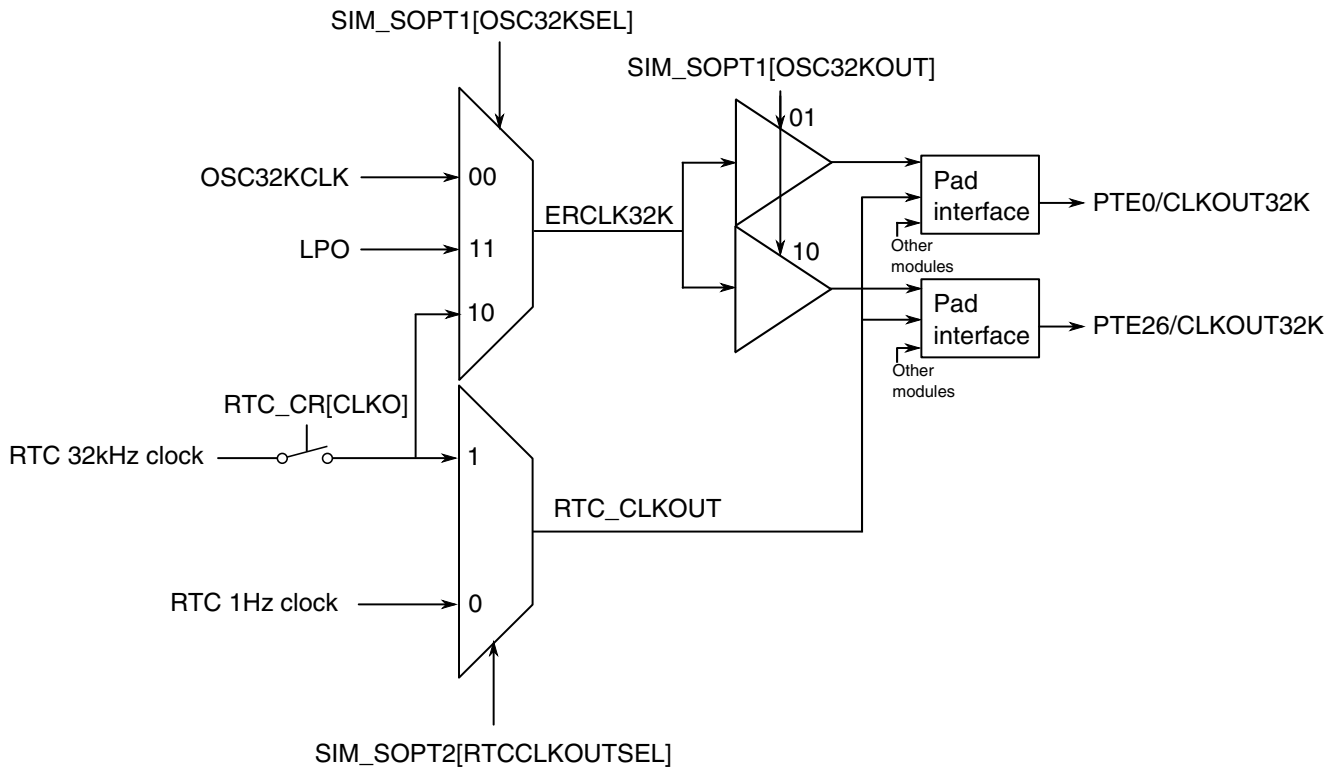 SIM_SOPT1[OSC32KSEL]
SIM_SOPT1[OSC32KOUT]
01
OSC32KCLK
00
Pad
interface
PTE0/CLKOUT32K
ERCLK32K
LPO
11
10
Other
modules
10
Pad
interface
PTE26/CLKOUT32K
Other
modules
RTC_CR[CLKO]
RTC 32kHz clock
1
RTC_CLKOUT
RTC 1Hz clock
0
SIM_SOPT2[RTCCLKOUTSEL]